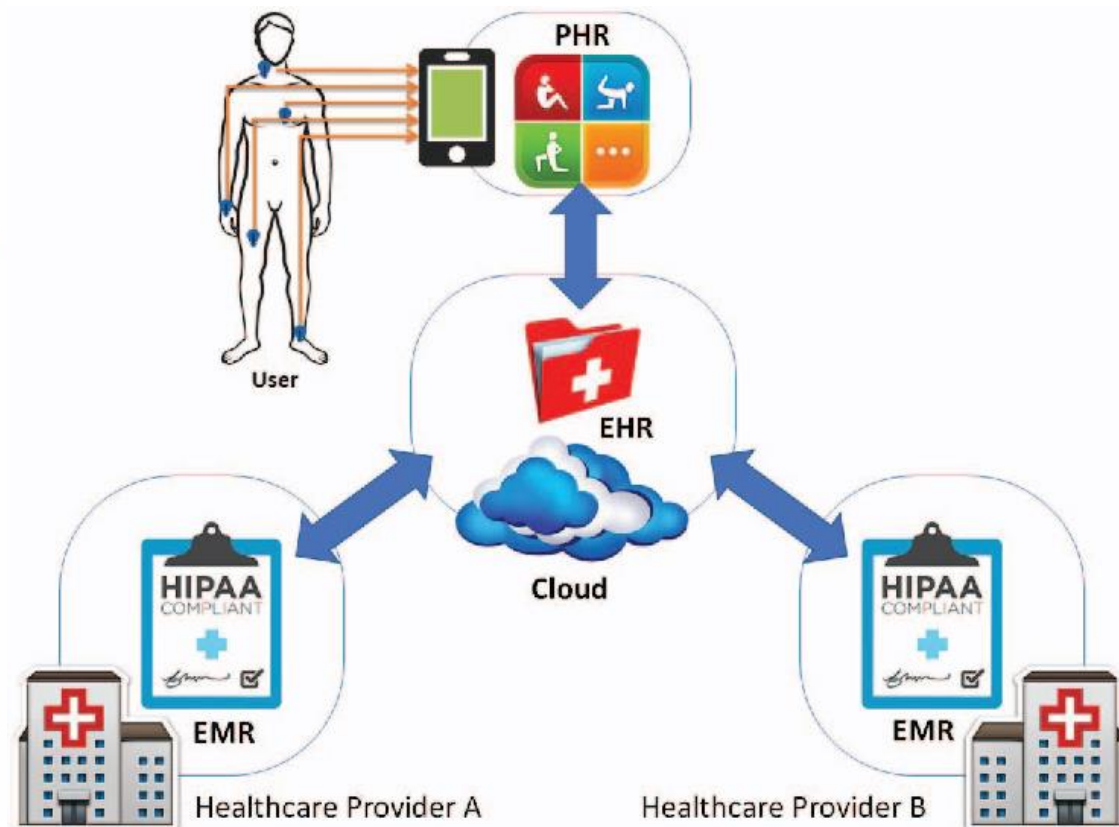 PHR
User
EHR
Cloud
HIPAA
COMPLIANT
EMR
Healthcare Provider A
HIPAA
COMPLIANT
EMR
Healthcare Provider B